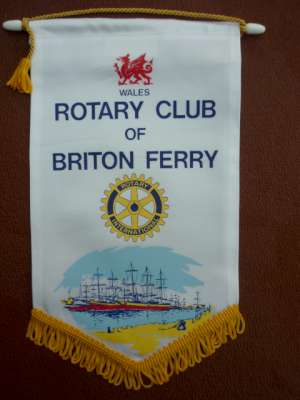 WALES
ROTARY CLUB
OF
BRITON FERRY
ROTARY
INTERNATIONAL